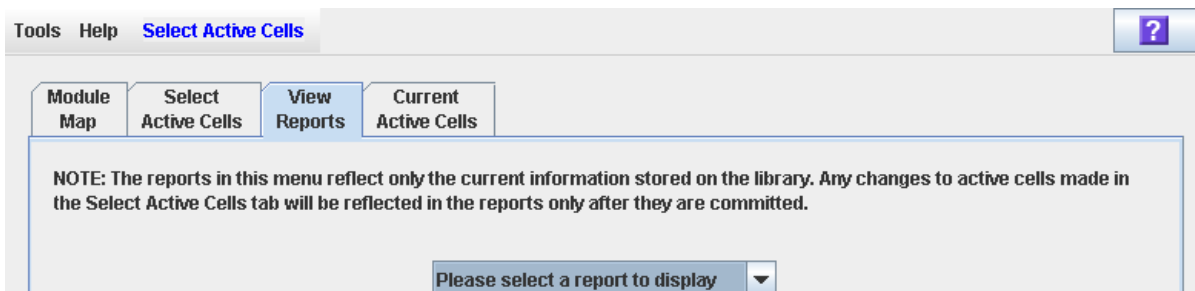 Tools Help Select Active Cells ?
Module Map
Select Active Cells
View Reports
Current Active Cells
NOTE: The reports in this menu reflect only the current information stored on the library. Any changes to active cells made in
the Select Active Cells tab will be reflected in the reports only after they are committed.
Please select a report to display